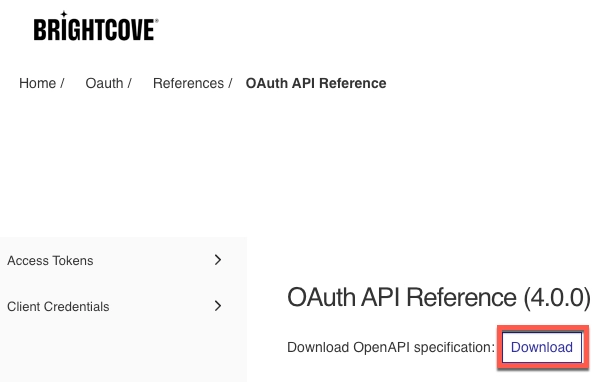 BRIGHTCOVE®
Home / Oauth / References / OAuth API Reference
Access Tokens
Client Credentials
OAuth API Reference (4.0.0)
Download OpenAPI specification: Download